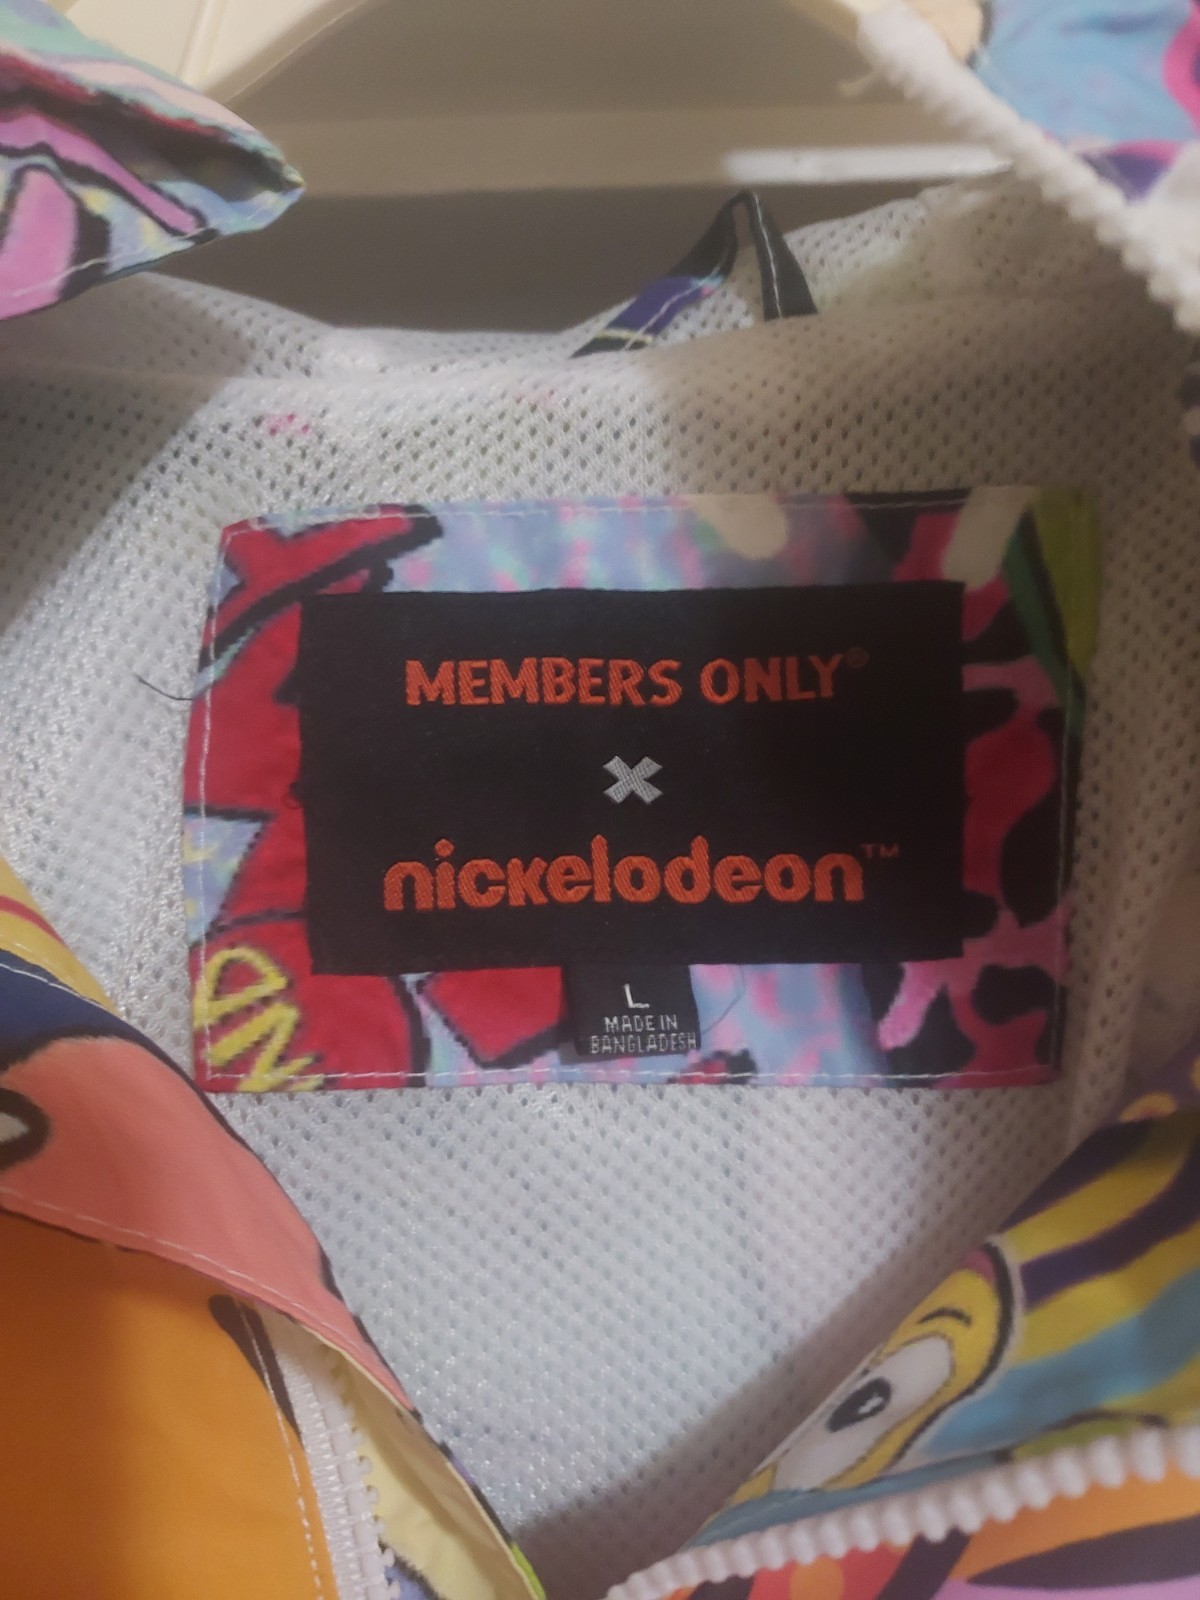 MEMBERS ONLY®
X
nickelodeon™
L
MADE IN
BANGLADESH